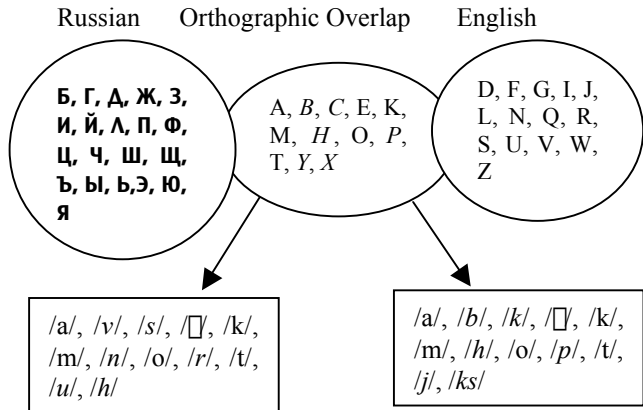 Russian Orthographic Overlap English
Б, Г, Д, Ж, З,
И, Й, Л, П, Ф,
Ц, Ч, Ш, Щ,
Ъ, Ы, Ь,Э, Ю,
Я
A, B, C, E, K,
M, H, O, P,
T, Y, X
D, F, G, I, J,
L, N, Q, R,
S, U, V, W,
Z
/a/, /v/, /s/, /▯/, /k/,
/m/, /n/, /o/, /r/, /t/,
/u/, /h/
/a/, /b/, /k/, /▯/, /k/,
/m/, /h/, /o/, /p/, /t/,
/j/, /ks/